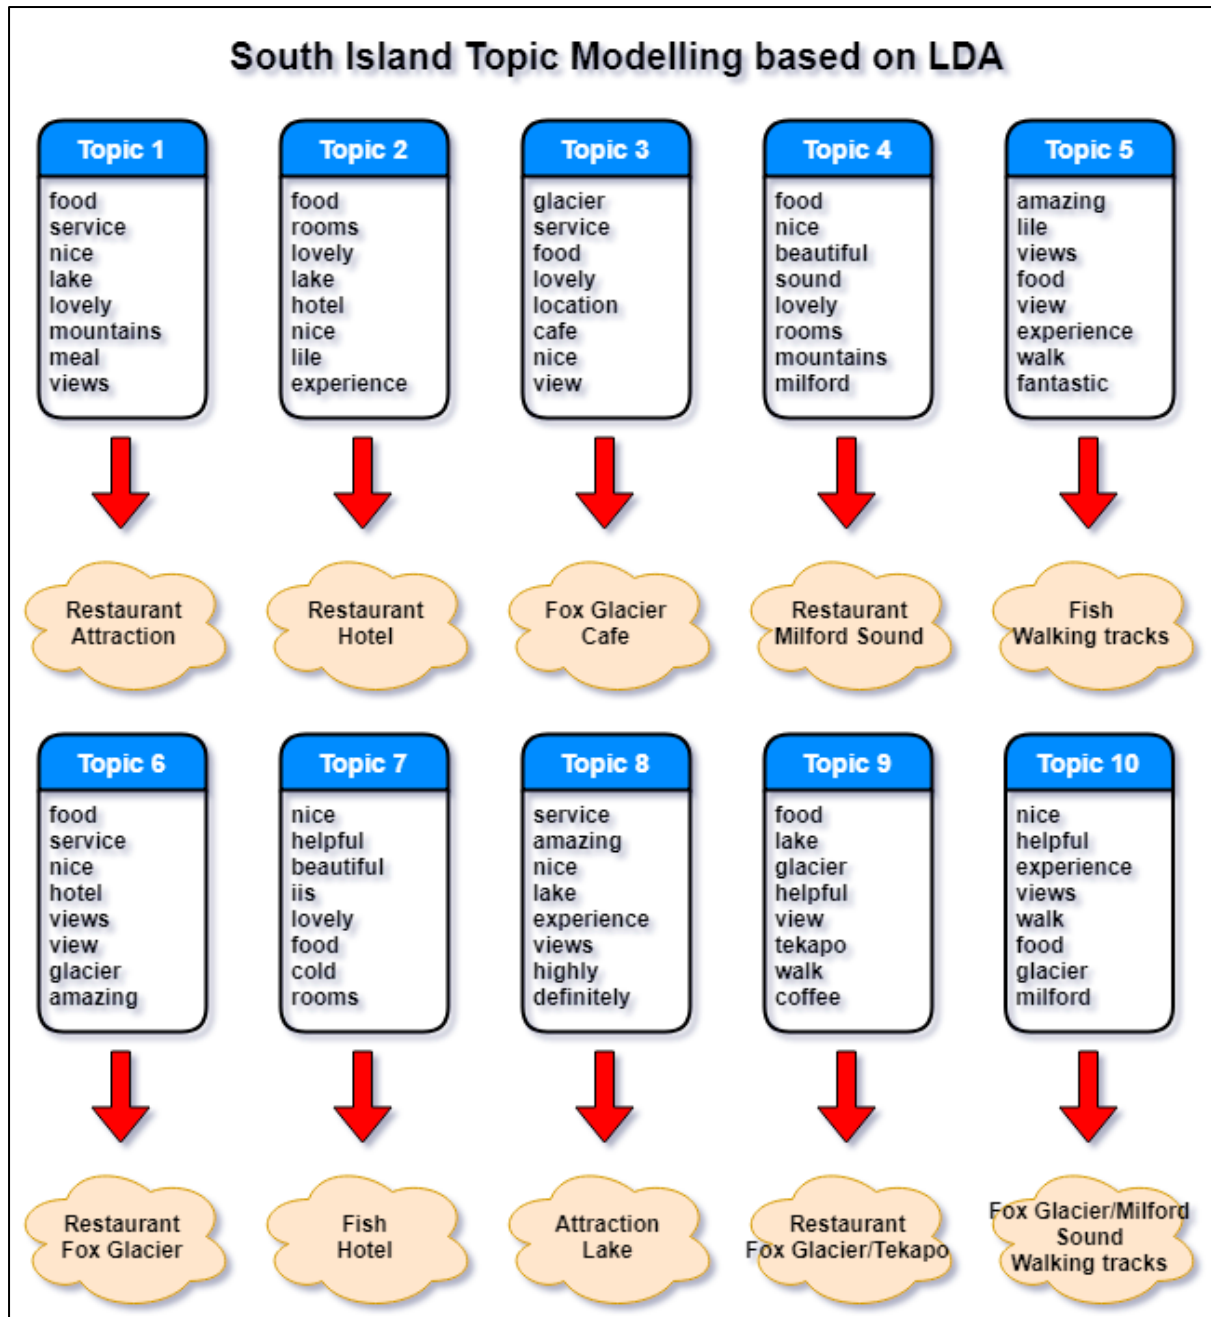 South Island Topic Modelling based on LDA
Topic 1
food
service
nice
lake
lovely
mountains
meal
views
Restaurant
Attraction
Topic 2
food
rooms
lovely
lake
hotel
nice
lile
experience
Restaurant
Hotel
Topic 3
glacier
service
food
lovely
location
cafe
nice
view
Fox Glacier
Cafe
Topic 4
food
nice
beautiful
sound
lovely
rooms
mountains
milford
Restaurant
Milford Sound
Topic 5
amazing
lile
views
food
view
experience
walk
fantastic
Fish
Walking tracks
Topic 6
food
service
nice
hotel
views
view
glacier
amazing
Restaurant
Fox Glacier
Topic 7
nice
helpful
beautiful
iis
lovely
food
cold
rooms
Fish
Hotel
Topic 8
service
amazing
nice
lake
experience
views
highly
definitely
Attraction
Lake
Topic 9
food
lake
glacier
helpful
view
tekapo
walk
coffee
Restaurant
Fox Glacier/Tekapo
Topic 10
nice
helpful
experience
views
walk
food
glacier
milford
Fox Glacier/Milford
Sound
Walking tracks